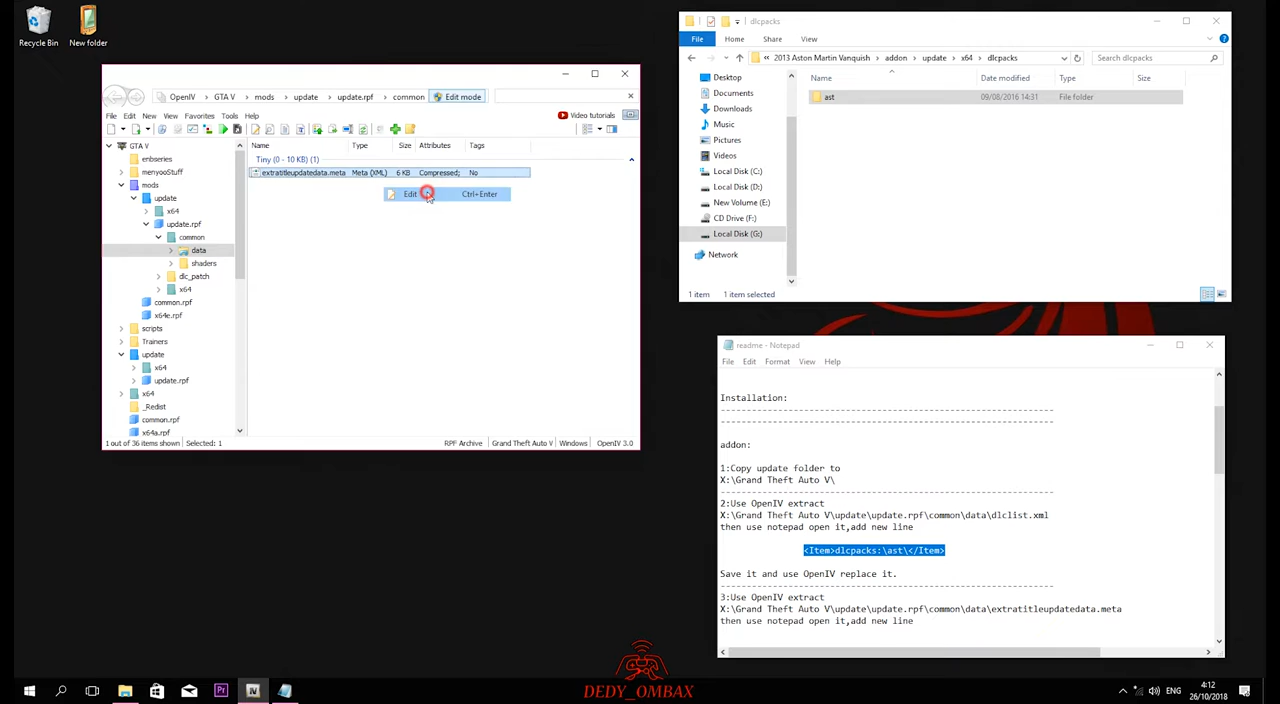 Recycle Bin
New folder
OpenIV
GTA V
mods
update
update.rpf
common
Edit mode
File
Edit
New
View
Favorites
Tools
Help
Video tutorials
GTA V
enbseries
menyooStuff
mods
update
x64
update.rpf
common
data
shaders
dlc_patch
x64
common.rpf
x64e.rpf
scripts
Trainers
update
x64
update.rpf
x64
_Redist
common.rpf
x64a.rpf
Name
Type
Size
Attributes
Tags
Tiny (0 - 10 KB) (1)
extratitleupdatedata.meta
Meta (XML)
6 KB
Compressed;
No
Edit
Ctrl+Enter
1 out of 36 items shown
Selected: 1
RPF Archive
Grand Theft Auto V
Windows
OpenIV 3.0
dlcpacks
File
Home
Share
View
« 2013 Aston Martin Vanquish
addon
update
x64
dlcpacks
Search dlcpacks
Desktop
Documents
Downloads
Music
Pictures
Videos
Local Disk (C:)
Local Disk (D:)
New Volume (E:)
CD Drive (F:)
Local Disk (G:)
Network
Name
Date modified
Type
Size
ast
09/08/2016 14:31
File folder
1 item
1 item selected
readme - Notepad
File
Edit
Format
View
Help
Installation:
---------------------------------------------------------
---------------------------------------------------------
addon:
1:Copy update folder to
X:\Grand Theft Auto V\
---------------------------------------------------------
2:Use OpenIV extract
X:\Grand Theft Auto V\update\update.rpf\common\data\dlclist.xml
then use notepad open it,add new line
<Item>dlcpacks:\ast\</Item>
Save it and use OpenIV replace it.
---------------------------------------------------------
3:Use OpenIV extract
X:\Grand Theft Auto V\update\update.rpf\common\data\extratitleupdatedata.meta
then use notepad open it,add new line
DEDY_OMBAX
Pr
IV
ENG
4:12
26/10/2018